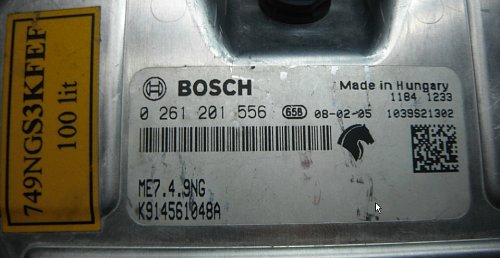 749NGS3KFEF
100 lit
BOSCH
Made in Hungary
1184 1233
0 261 201 556 65B 08-02-05 1039S21302
ME7.4.9NG
K914561048A